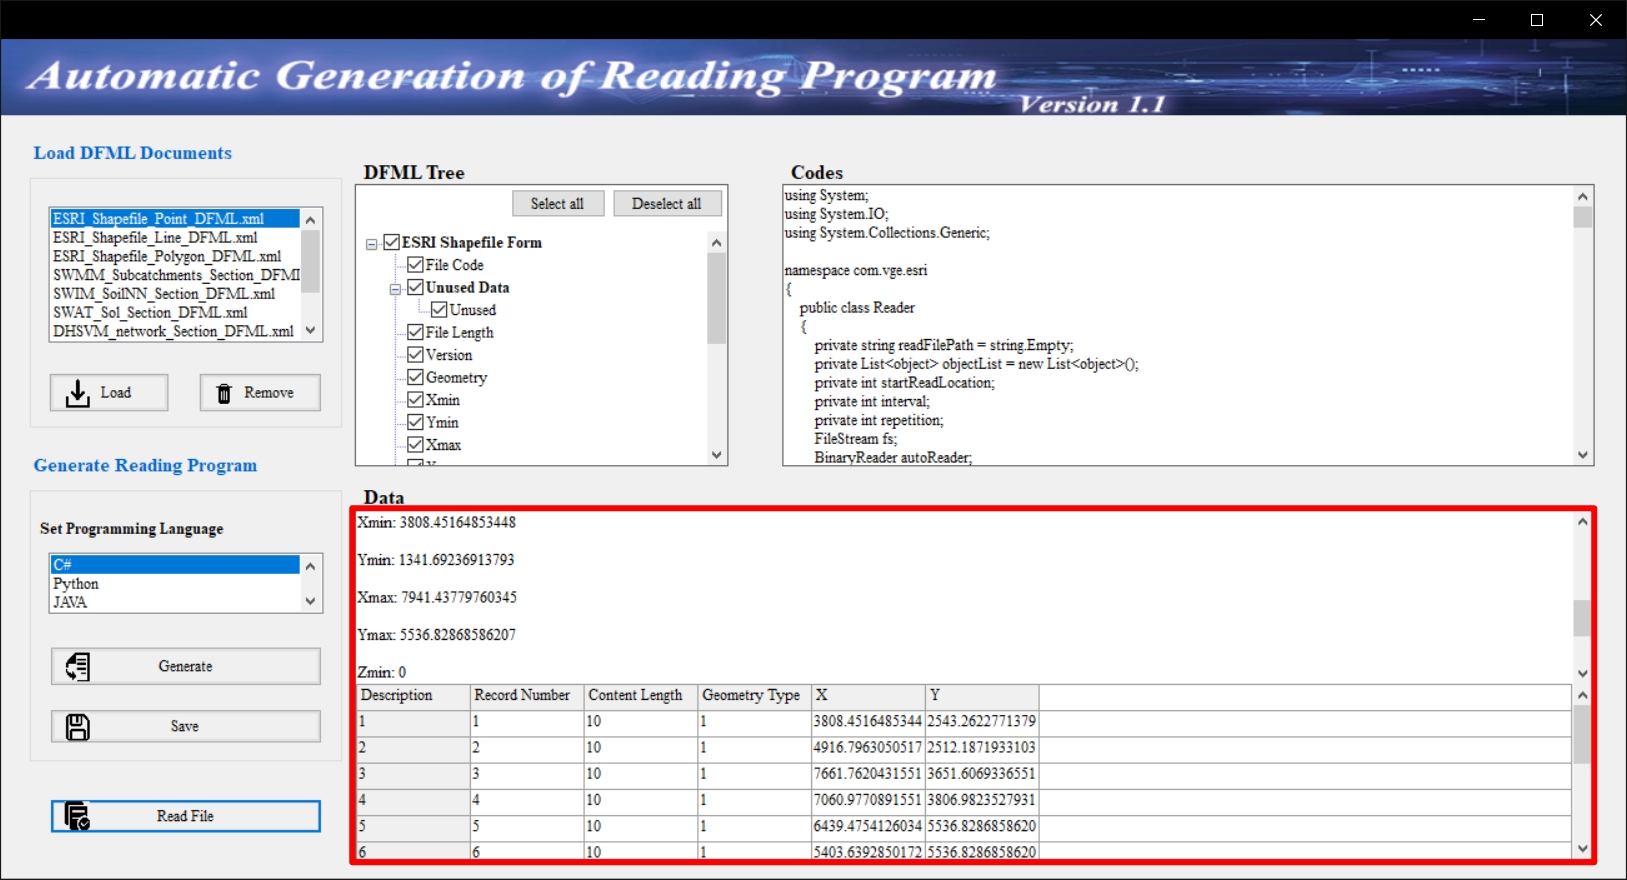 Automatic Generation of Reading Program
Version 1.1
Load DFML Documents
ESRI_Shapefile_Point_DFML.xml
ESRI_Shapefile_Line_DFML.xml
ESRI_Shapefile_Polygon_DFML.xml
SWMM_Subcatchments_Section_DFML
SWIM_SoilNN_Section_DFML.xml
SWAT_Sol_Section_DFML.xml
DHSVM_network_Section_DFML.xml
Load
Remove
Generate Reading Program
Set Programming Language
C#
Python
JAVA
Generate
Save
Read File
DFML Tree
Select all
Deselect all
ESRI Shapefile Form
File Code
Unused Data
Unused
File Length
Version
Geometry
Xmin
Ymin
Xmax
Codes
using System;
using System.IO;
using System.Collections.Generic;
namespace com.vge.esri
{
public class Reader
{
private string readFilePath = string.Empty;
private List<object> objectList = new List<object>();
private int startReadLocation;
private int interval;
private int repetition;
FileStream fs;
BinaryReader autoReader;
Data
Xmin: 3808.45164853448
Ymin: 1341.69236913793
Xmax: 7941.43779760345
Ymax: 5536.82868586207
Zmin: 0
Description Record Number Content Length Geometry Type X Y
1 1 10 1 3808.4516485344 2543.2622771379
2 2 10 1 4916.7963050517 2512.1871933103
3 3 10 1 7661.7620431551 3651.6069336551
4 4 10 1 7060.9770891551 3806.9823527931
5 5 10 1 6439.4754126034 5536.8286858620
6 6 10 1 5403.6392850172 5536.8286858620